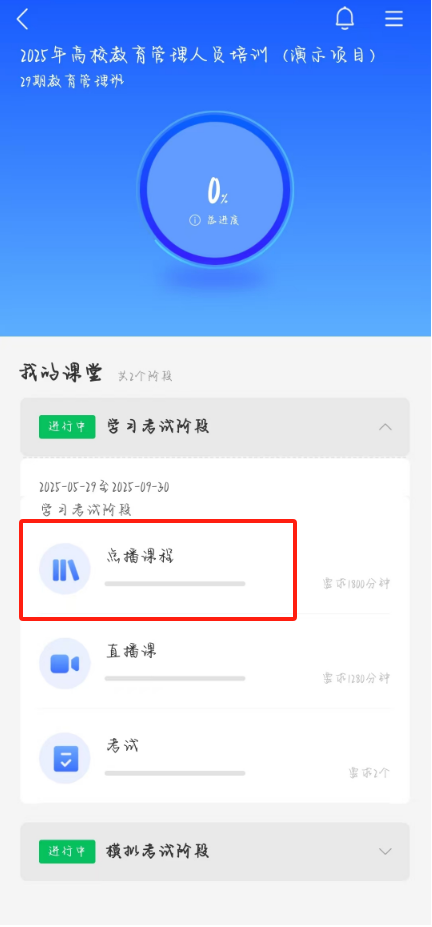 2025年高校教育管理人员培训（演示项目）
29期教育管理班
0%
总进度
我的课堂 共2个阶段
进行中 学习考试阶段
2025-05-29至2025-09-30
学习考试阶段
点播课程
要求1800分钟
直播课
要求1280分钟
考试
要求2个
进行中 模拟考试阶段